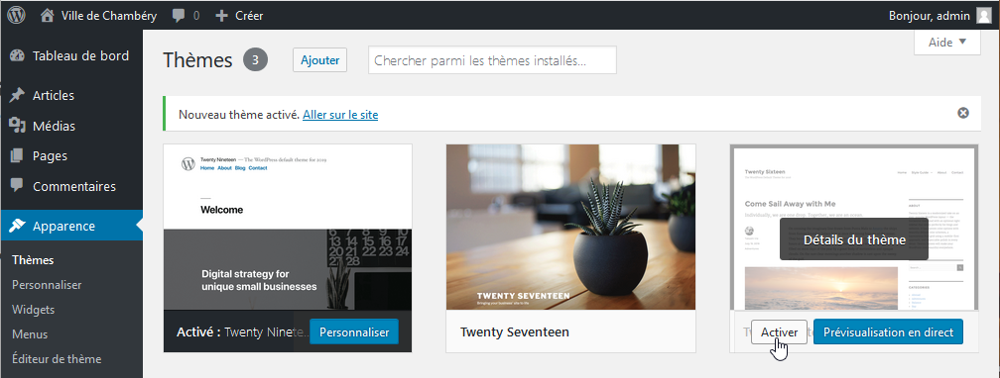 Ville de Chambéry 0 Créer Bonjour, admin
Tableau de bord
Articles
Médias
Pages
Commentaires
Apparence
Thèmes
Personnaliser
Widgets
Menus
Éditeur de thème
Aide
Thèmes 3 Ajouter Chercher parmi les thèmes installés...
Nouveau thème activé. Aller sur le site
Twenty Nineteen — The WordPress default theme for 2019
Home About Blog Contact
Welcome
Digital strategy for
unique small businesses
Activé : Twenty Ninete... Personnaliser
TWENTY SEVENTEEN
Twenty Seventeen
Twenty Sixteen
Come Sail Away with Me
Détails du thème
Activer Prévisualisation en direct